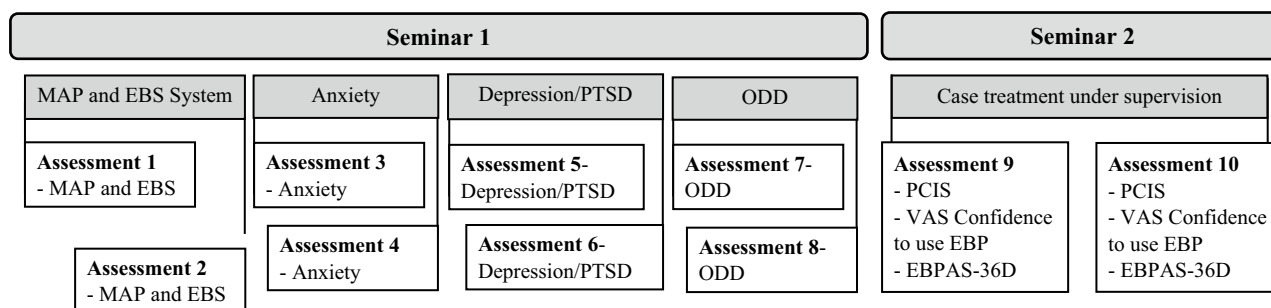 Seminar 1
Seminar 2
MAP and EBS System
Anxiety
Depression/PTSD
ODD
Case treatment under supervision
Assessment 1
- MAP and EBS
Assessment 2
- MAP and EBS
Assessment 3
- Anxiety
Assessment 4
- Anxiety
Assessment 5-
Depression/PTSD
Assessment 6-
Depression/PTSD
Assessment 7-
ODD
Assessment 8-
ODD
Assessment 9
- PCIS
- VAS Confidence
to use EBP
- EBPAS-36D
Assessment 10
- PCIS
- VAS Confidence
to use EBP
- EBPAS-36D